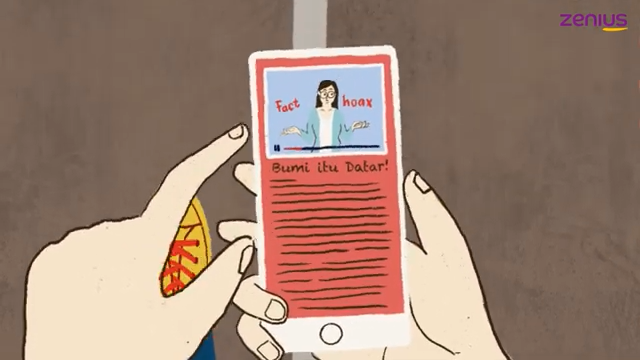 zenius
Fact hoax
Bumi itu Datar!